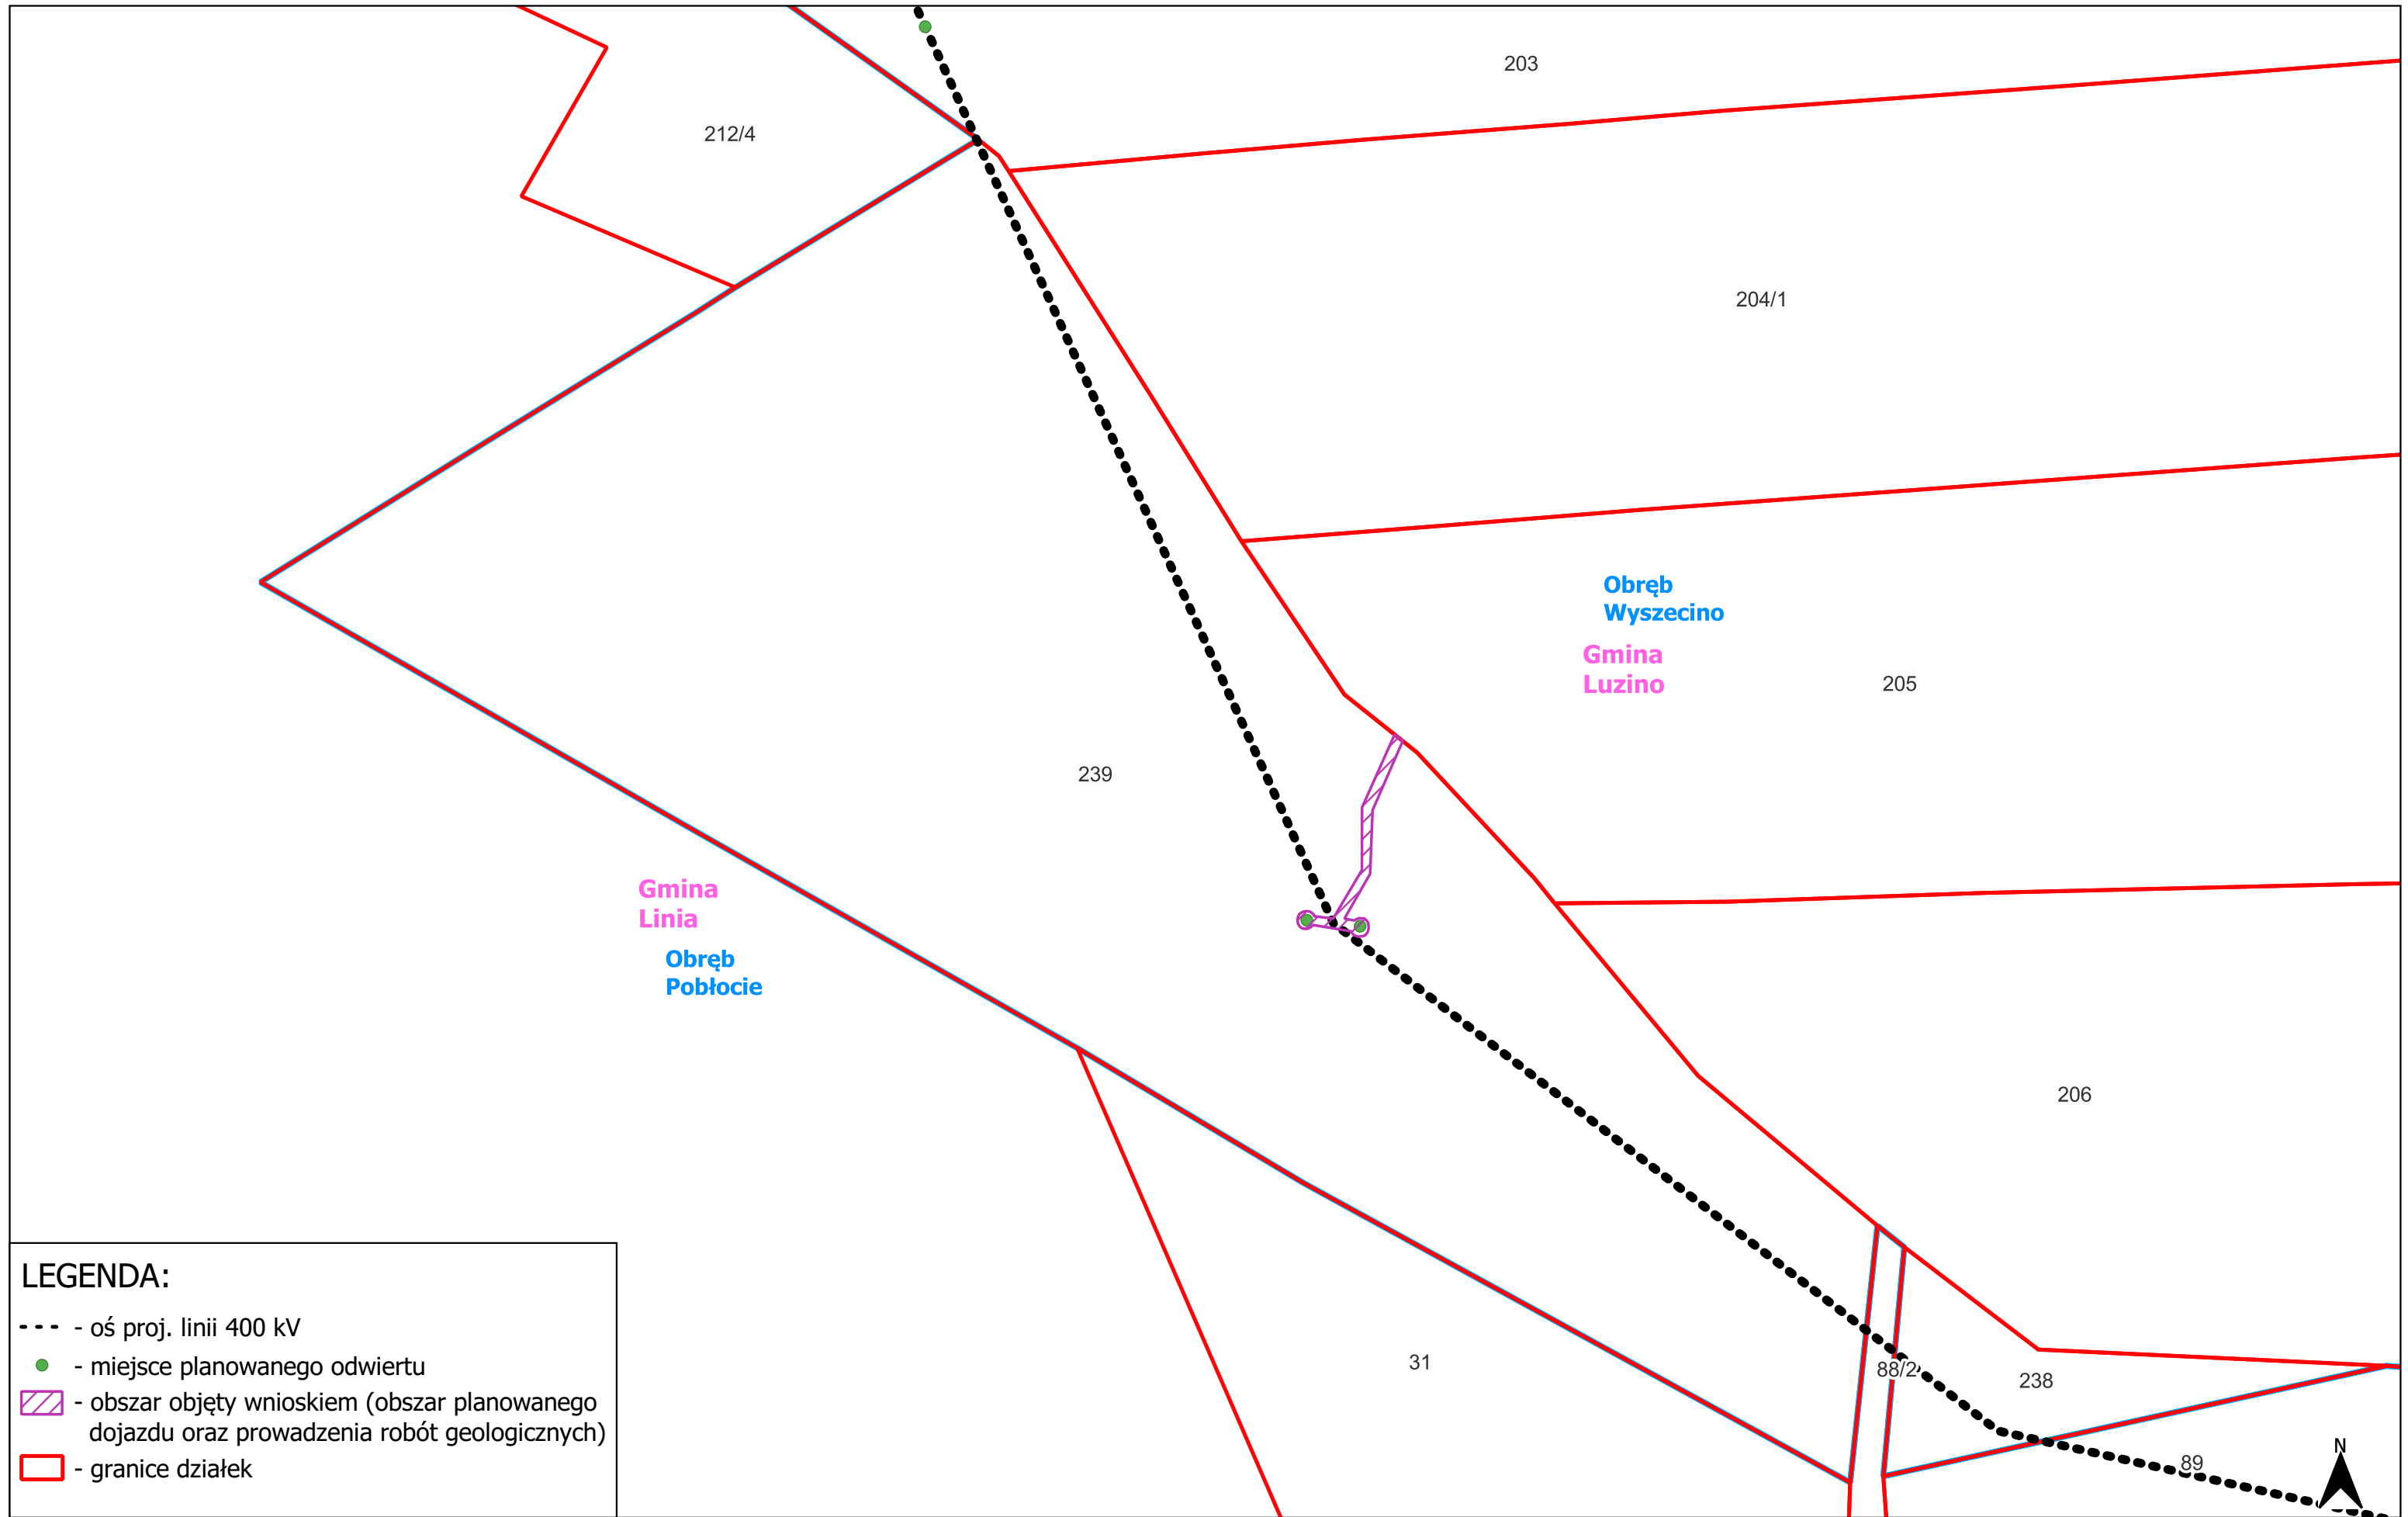 203
212/4
204/1
Obręb
Wyszecino
Gmina
Luzino
205
239
Gmina
Linia
Obręb
Pobłocie
206
31
88/2
238
89
N
LEGENDA:
- oś proj. linii 400 kV
- miejsce planowanego odwiertu
- obszar objęty wnioskiem (obszar planowanego
dojazdu oraz prowadzenia robót geologicznych)
- granice działek